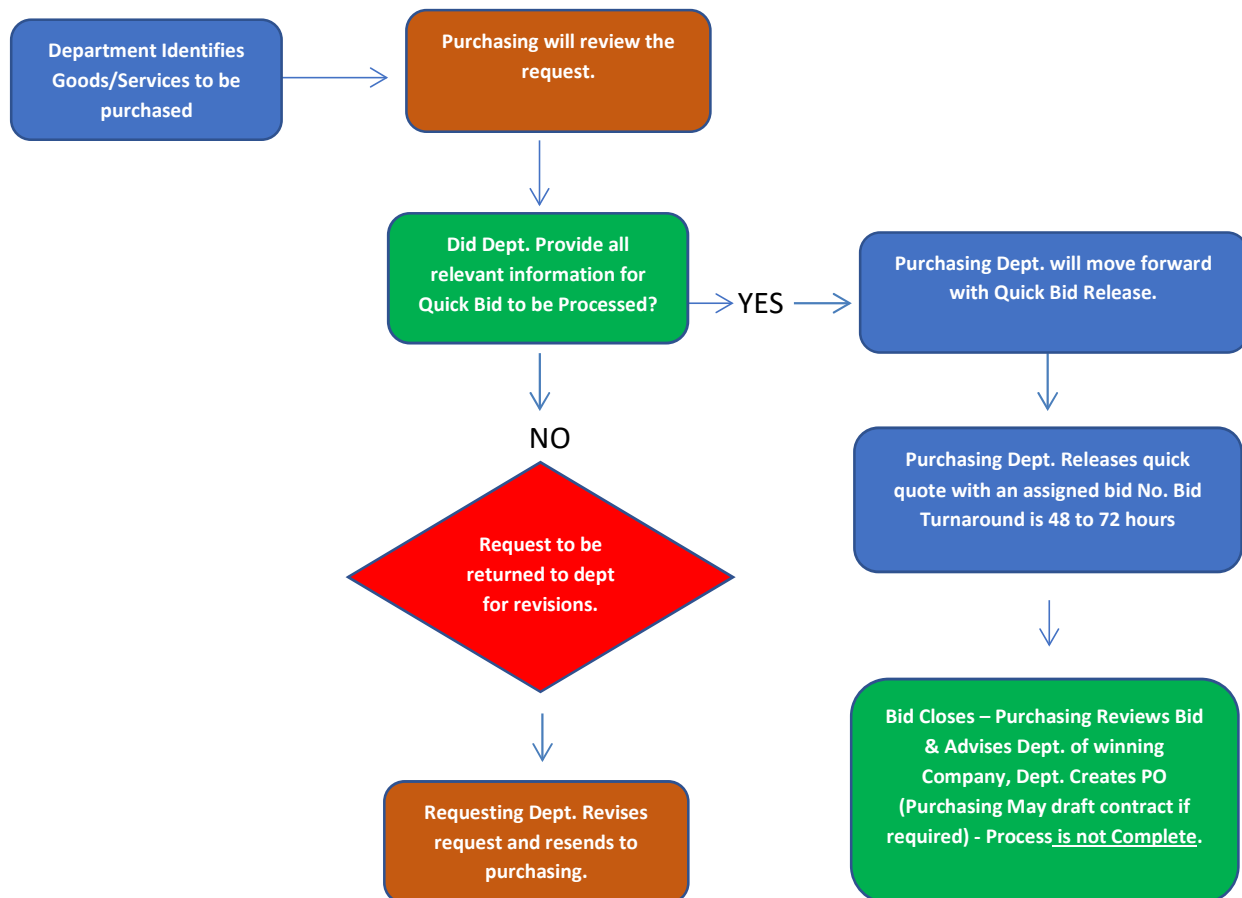 Department Identifies
Goods/Services to be
purchased
Purchasing will review the
request.
Did Dept. Provide all
relevant information for
Quick Bid to be Processed?
YES
Purchasing Dept. will move forward
with Quick Bid Release.
NO
Purchasing Dept. Releases quick
quote with an assigned bid No. Bid
Turnaround is 48 to 72 hours
Request to be
returned to dept
for revisions.
Bid Closes – Purchasing Reviews Bid
& Advises Dept. of winning
Company, Dept. Creates PO
(Purchasing May draft contract if
required) - Process is not Complete.
Requesting Dept. Revises
request and resends to
purchasing.